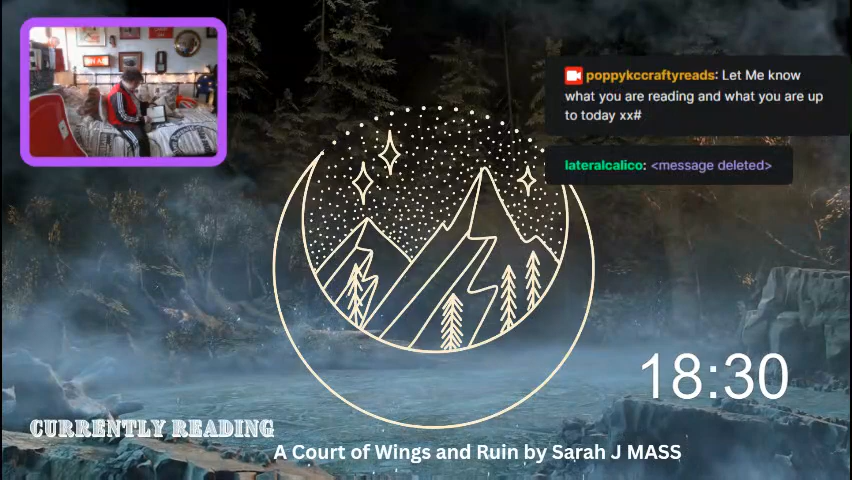 poppykccraftyreads: Let Me know
what you are reading and what you are up
to today xx#
lateralcalico: <message deleted>
18:30
CURRENTLY READING
A Court of Wings and Ruin by Sarah J MASS